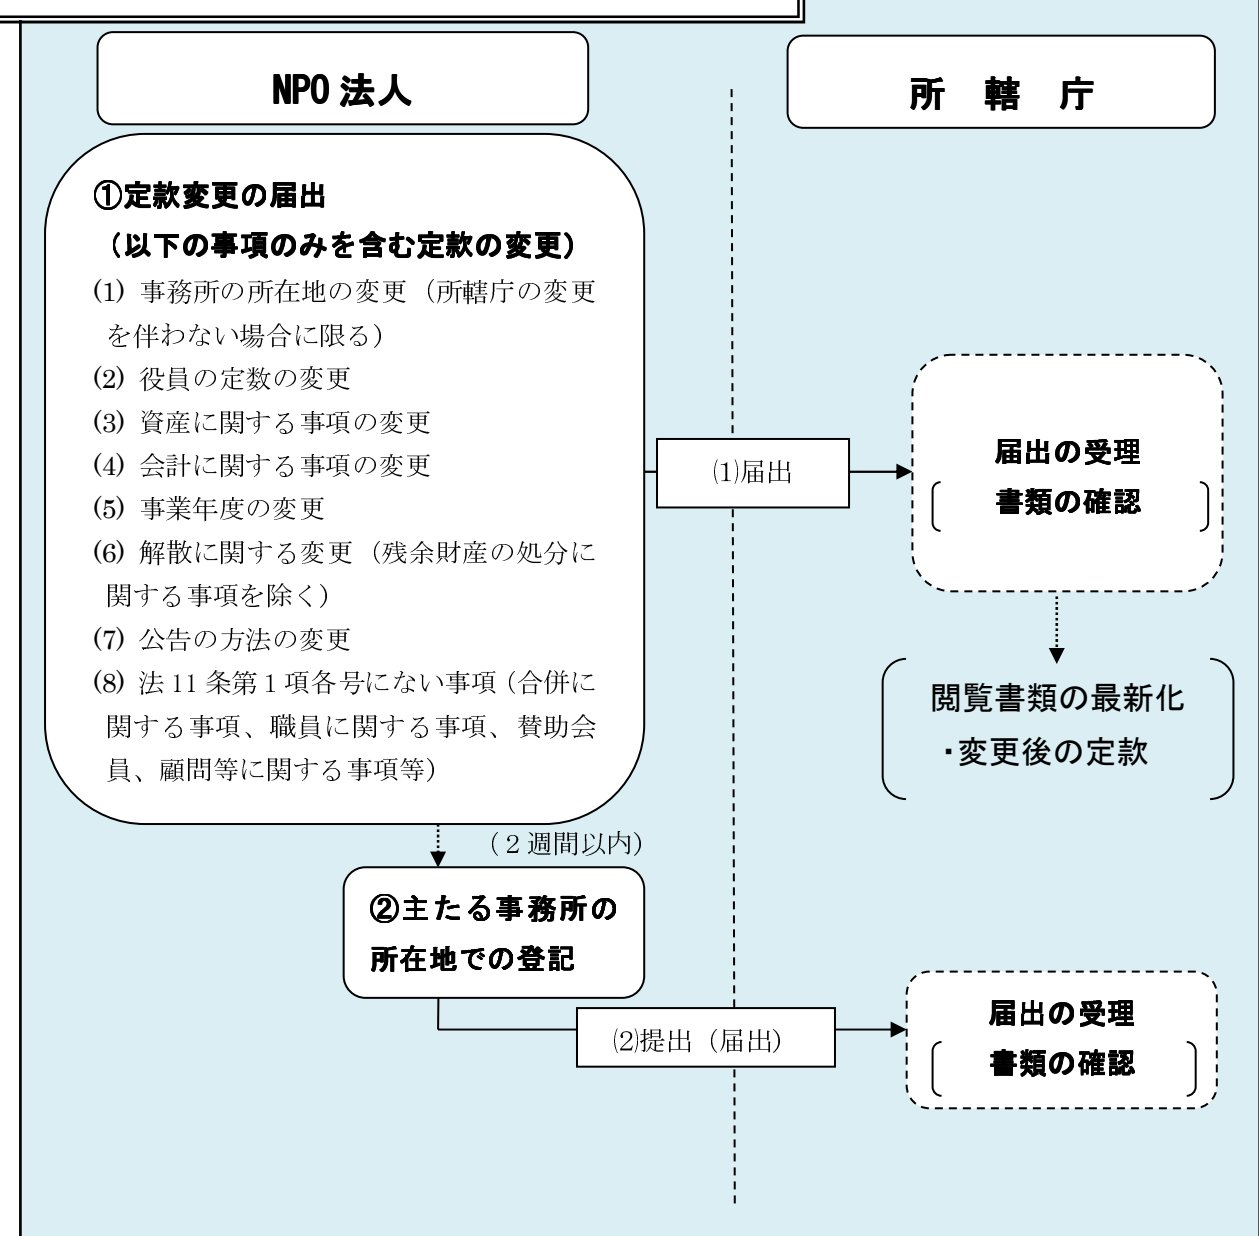 NPO法人
所　轄　庁
①定款変更の届出
（以下の事項のみを含む定款の変更）
(1) 事務所の所在地の変更（所轄庁の変更
を伴わない場合に限る）
(2) 役員の定数の変更
(3) 資産に関する事項の変更
(4) 会計に関する事項の変更
(5) 事業年度の変更
(6) 解散に関する変更（残余財産の処分に
関する事項を除く）
(7) 公告の方法の変更
(8) 法11条第1項各号にない事項（合併に
関する事項、職員に関する事項、賛助会
員、顧問等に関する事項等）
⑴届出
届出の受理
書類の確認
閲覧書類の最新化
・変更後の定款
（２週間以内）
②主たる事務所の
所在地での登記
⑵提出（届出）
届出の受理
書類の確認